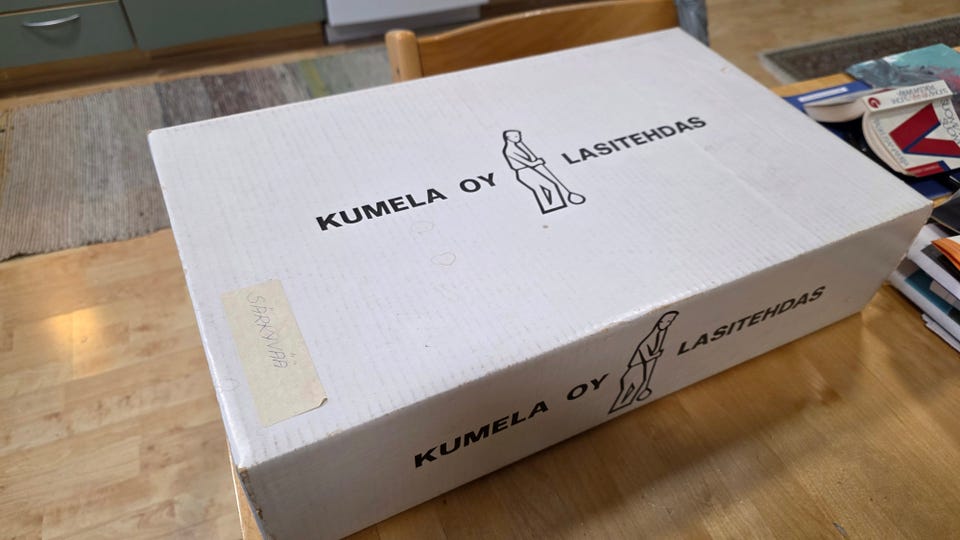 KUMELA OY LASITEHDAS
SÄRKYVÄÄ
KUMELA OY LASITEHDAS